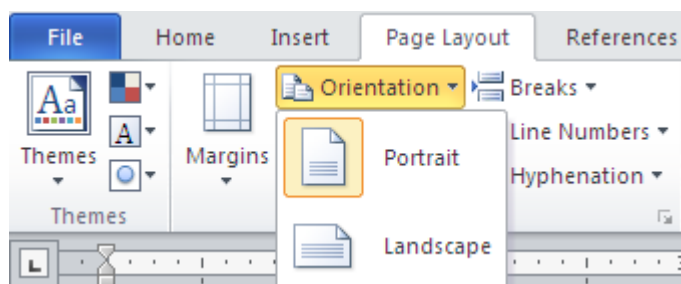 File Home Insert Page Layout References
Aa Orientation Breaks
A Portrait Line Numbers
Themes Margins Hyphenation
Themes
Landscape